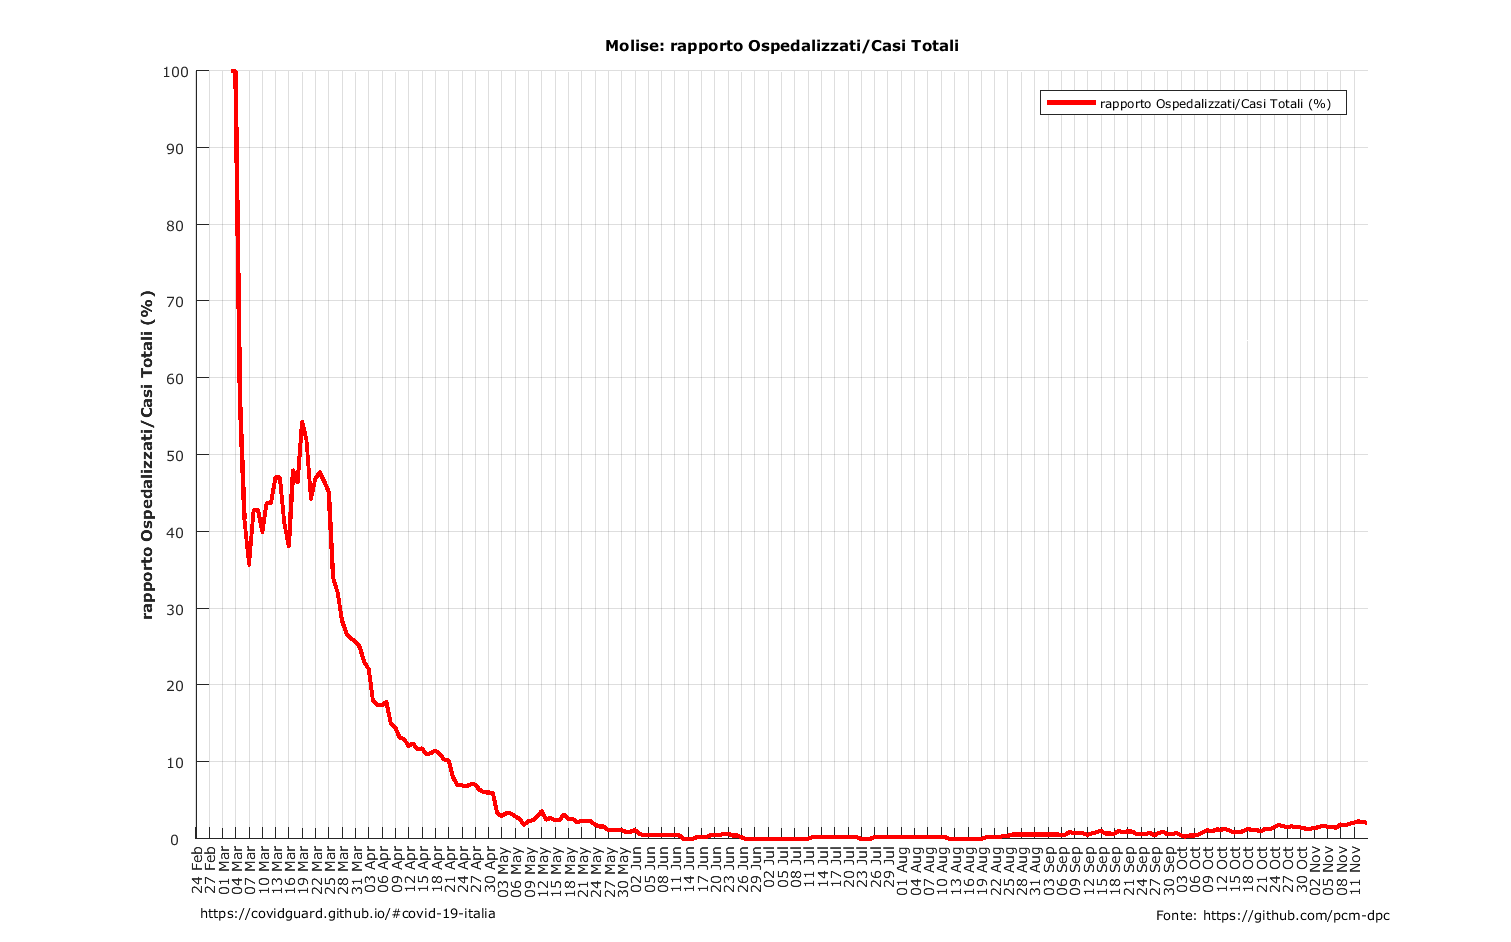 Molise: rapporto Ospedalizzati/Casi Totali
rapporto Ospedalizzati/Casi Totali (%)
rapporto Ospedalizzati/Casi Totali (%)
100
90
80
70
60
50
40
30
20
10
0
24 Feb
27 Feb
01 Mar
04 Mar
07 Mar
10 Mar
13 Mar
16 Mar
19 Mar
22 Mar
25 Mar
28 Mar
31 Mar
03 Apr
06 Apr
09 Apr
12 Apr
15 Apr
18 Apr
21 Apr
24 Apr
27 Apr
30 Apr
03 May
06 May
09 May
12 May
15 May
18 May
21 May
24 May
27 May
30 May
02 Jun
05 Jun
08 Jun
11 Jun
14 Jun
17 Jun
20 Jun
23 Jun
26 Jun
29 Jun
02 Jul
05 Jul
08 Jul
11 Jul
14 Jul
17 Jul
20 Jul
23 Jul
26 Jul
29 Jul
01 Aug
04 Aug
07 Aug
10 Aug
13 Aug
16 Aug
19 Aug
22 Aug
25 Aug
28 Aug
31 Aug
03 Sep
06 Sep
09 Sep
12 Sep
15 Sep
18 Sep
21 Sep
24 Sep
27 Sep
30 Sep
03 Oct
06 Oct
09 Oct
12 Oct
15 Oct
18 Oct
21 Oct
24 Oct
27 Oct
30 Oct
02 Nov
05 Nov
08 Nov
11 Nov
https://covidguard.github.io/#covid-19-italia
Fonte: https://github.com/pcm-dpc